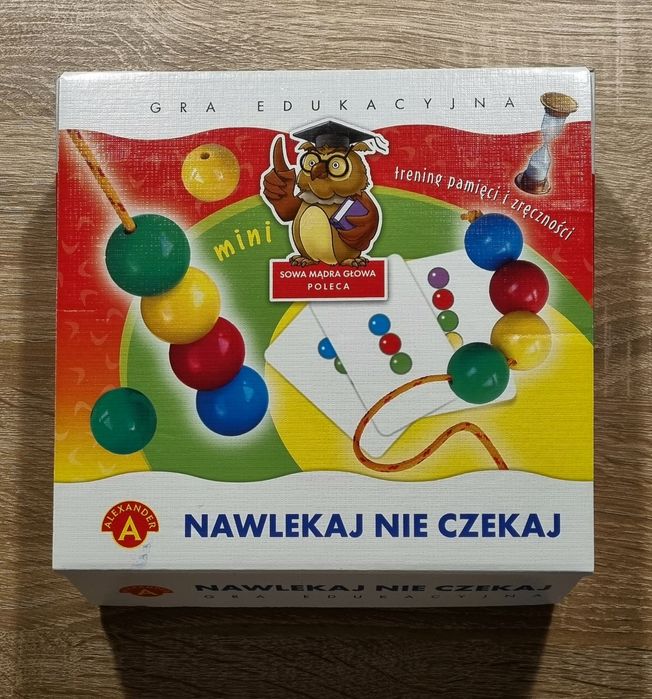 GRA EDUKACYJNA
trening pamięci i zręczności
mini
SOWA MĄDRA GŁOWA
POLECA
ALEXANDER
A
NAWLEKAJ NIE CZEKAJ
A
NAWLEKAJ NIE CZEKAJ
GRA EDUKACYJNA